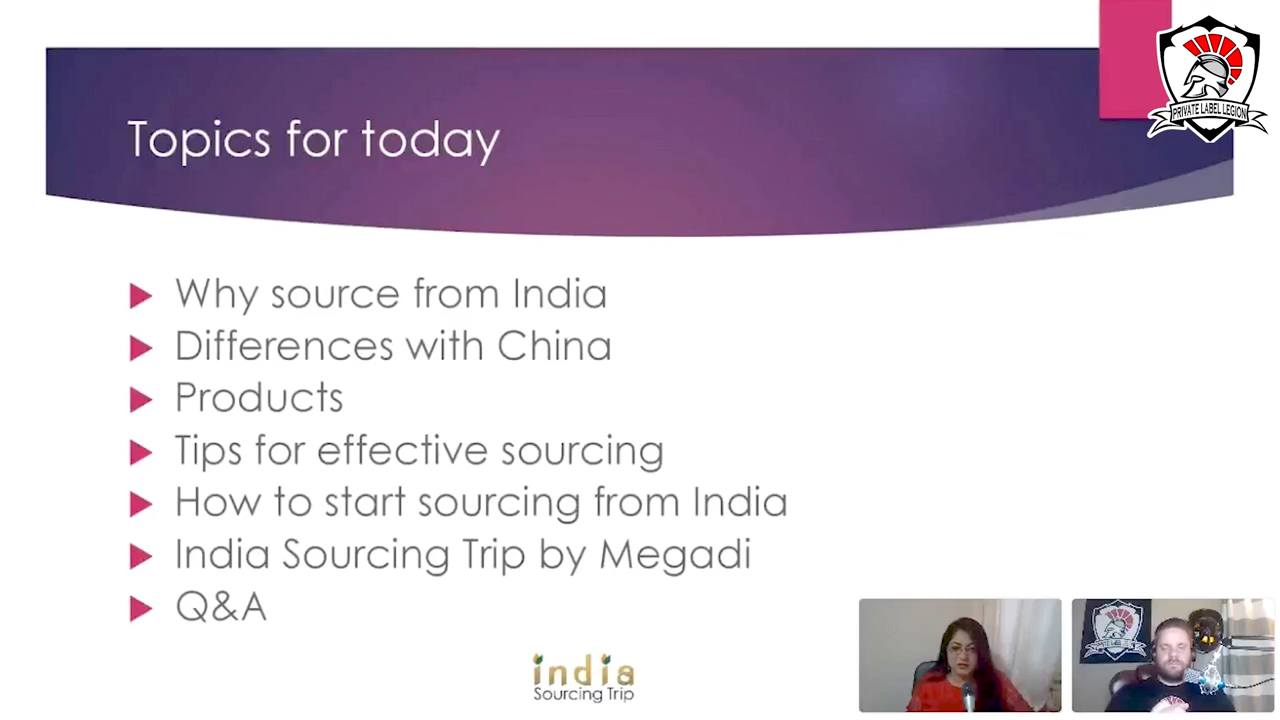 PRIVATE LABEL LEGION
Topics for today
Why source from India
Differences with China
Products
Tips for effective sourcing
How to start sourcing from India
India Sourcing Trip by Megadi
Q&A
india
Sourcing Trip